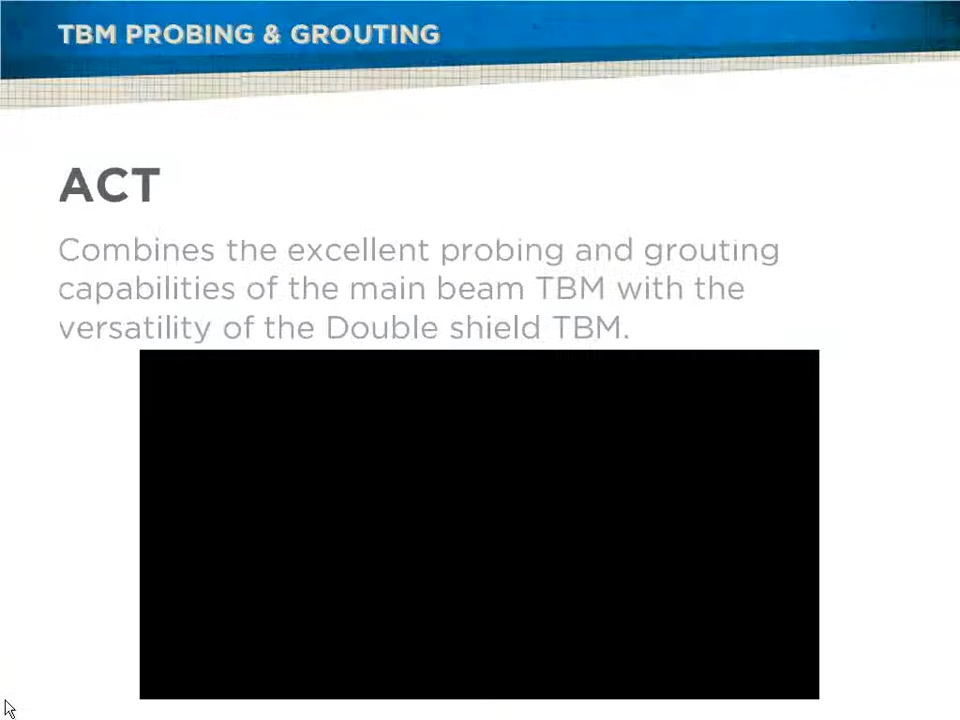 TBM PROBING & GROUTING
ACT
Combines the excellent probing and grouting
capabilities of the main beam TBM with the
versatility of the Double shield TBM.